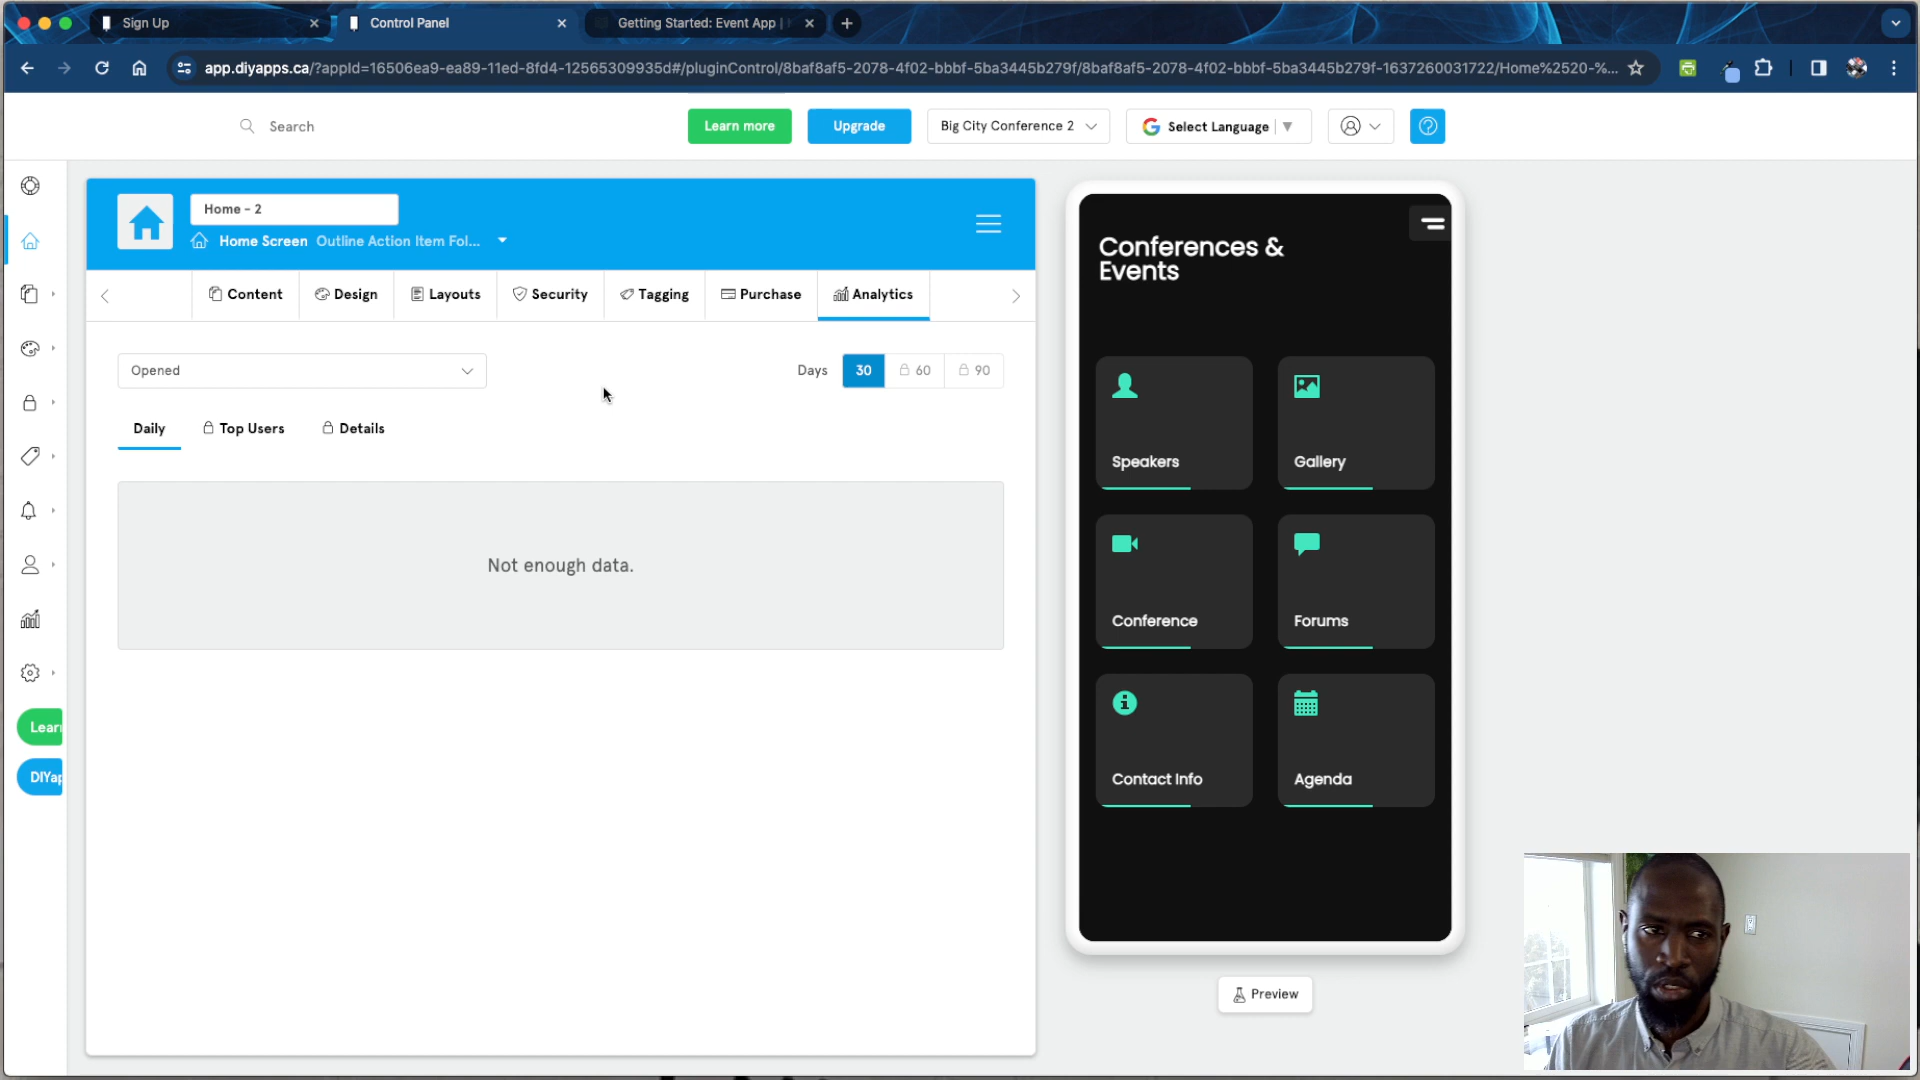 Sign Up
Control Panel
Getting Started: Event App |
app.diyapps.ca/?appId=16506ea9-ea89-11ed-8fd4-12565309935d#/pluginControl/8baf8af5-2078-4f02-bbbf-5ba3445b279f/8baf8af5-2078-4f02-bbbf-5ba3445b279f-1637260031722/Home%2520-%...
Search
Learn more
Upgrade
Big City Conference 2
Select Language
Home - 2
Home Screen Outline Action Item Fol...
Content
Design
Layouts
Security
Tagging
Purchase
Analytics
Opened
Days 30 60 90
Daily
Top Users
Details
Not enough data.
Lear
DIYap
Conferences &
Events
Speakers
Gallery
Conference
Forums
Contact Info
Agenda
Preview